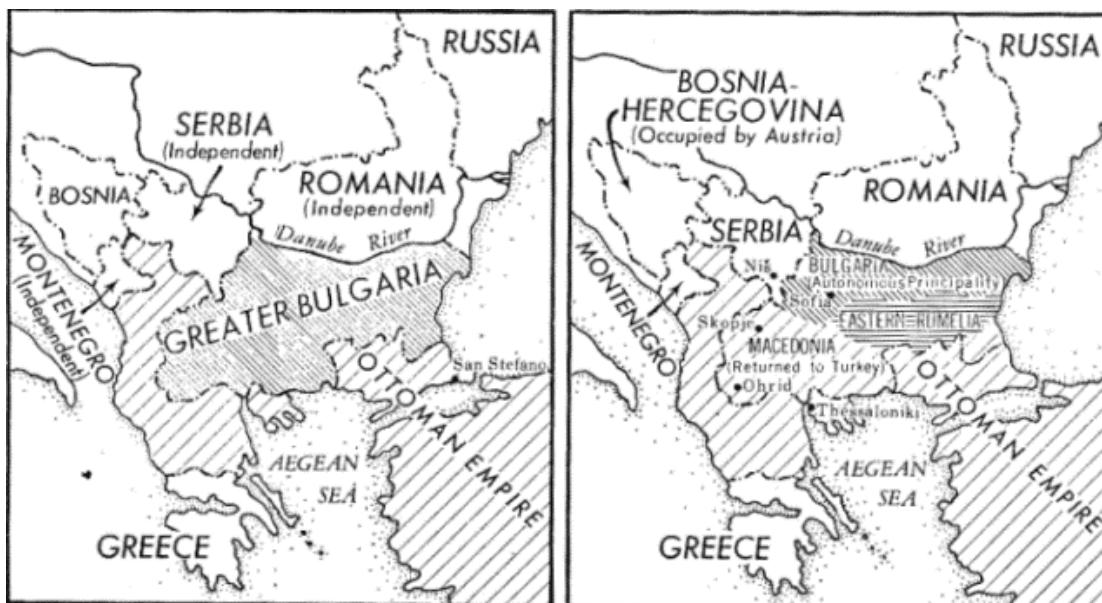 RUSSIA
SERBIA
(Independent)
BOSNIA
ROMANIA
(Independent)
Danube River
MONTENEGRO
(Independent)
GREATER BULGARIA
San Stefano
OTTOMAN EMPIRE
AEGEAN
SEA
GREECE
RUSSIA
BOSNIA-
HERCEGOVINA
(Occupied by Austria)
ROMANIA
SERBIA
Danube River
MONTENEGRO
Niš
BULGARIA
(Autonomous Principality)
Sofia
EASTERN RUMELIA
Skopje
MACEDONIA
(Returned to Turkey)
Ohrid
Thessaloniki
OTTOMAN EMPIRE
AEGEAN
SEA
GREECE